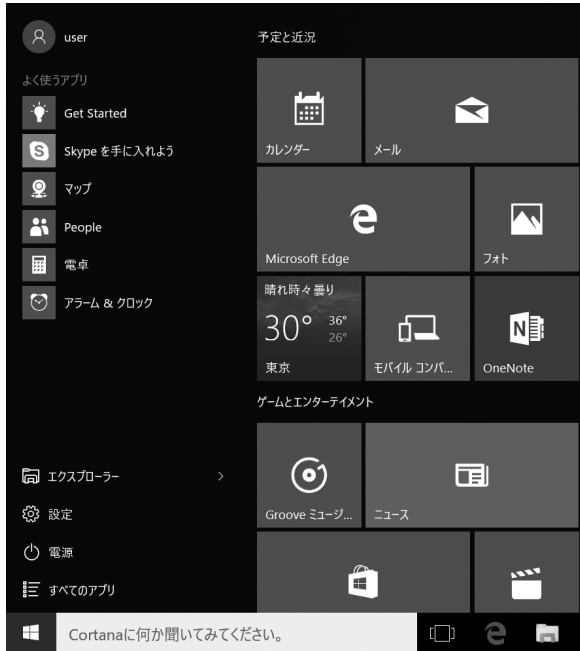 user
よく使うアプリ
Get Started
Skype を手に入れよう
マップ
People
電卓
アラーム & クロック
エクスプローラー
設定
電源
すべてのアプリ
予定と近況
カレンダー
メール
Microsoft Edge
フォト
晴れ時々曇り
30° 36°
26°
東京
モバイル コンパ...
OneNote
ゲームとエンターテイメント
Groove ミュージ...
ニュース
Cortanaに何か聞いてみてください。